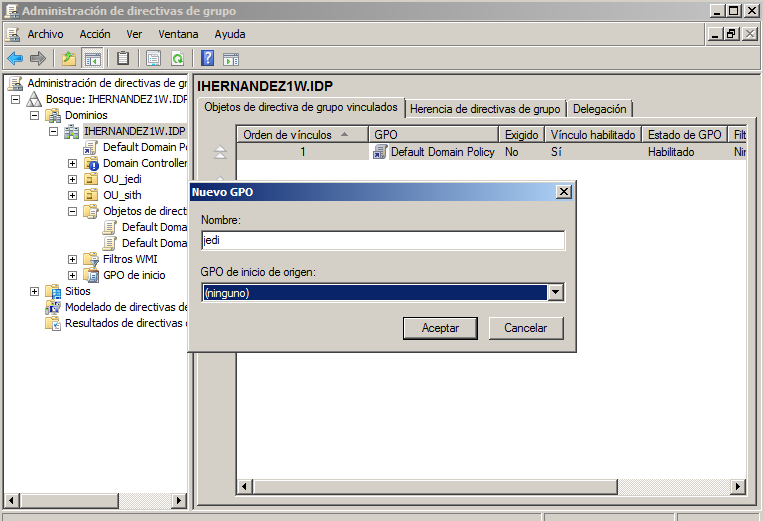 Administración de directivas de grupo
Archivo Acción Ver Ventana Ayuda
Administración de directivas de gr
Bosque: IHERNANDEZ1W.IDP
Dominios
IHERNANDEZ1W.IDP
Default Domain P
Domain Controller
OU_jedi
OU_sith
Objetos de direct
Default Doma
Default Doma
Filtros WMI
GPO de inicio
Sitios
Modelado de directivas de
Resultados de directivas
IHERNANDEZ1W.IDP
Objetos de directiva de grupo vinculados Herencia de directivas de grupo Delegación
Orden de vínculos GPO Exigido Vínculo habilitado Estado de GPO Filt
1 Default Domain Policy No Sí Habilitado Nin
Nuevo GPO
Nombre:
jedi
GPO de inicio de origen:
(ninguno)
Aceptar Cancelar